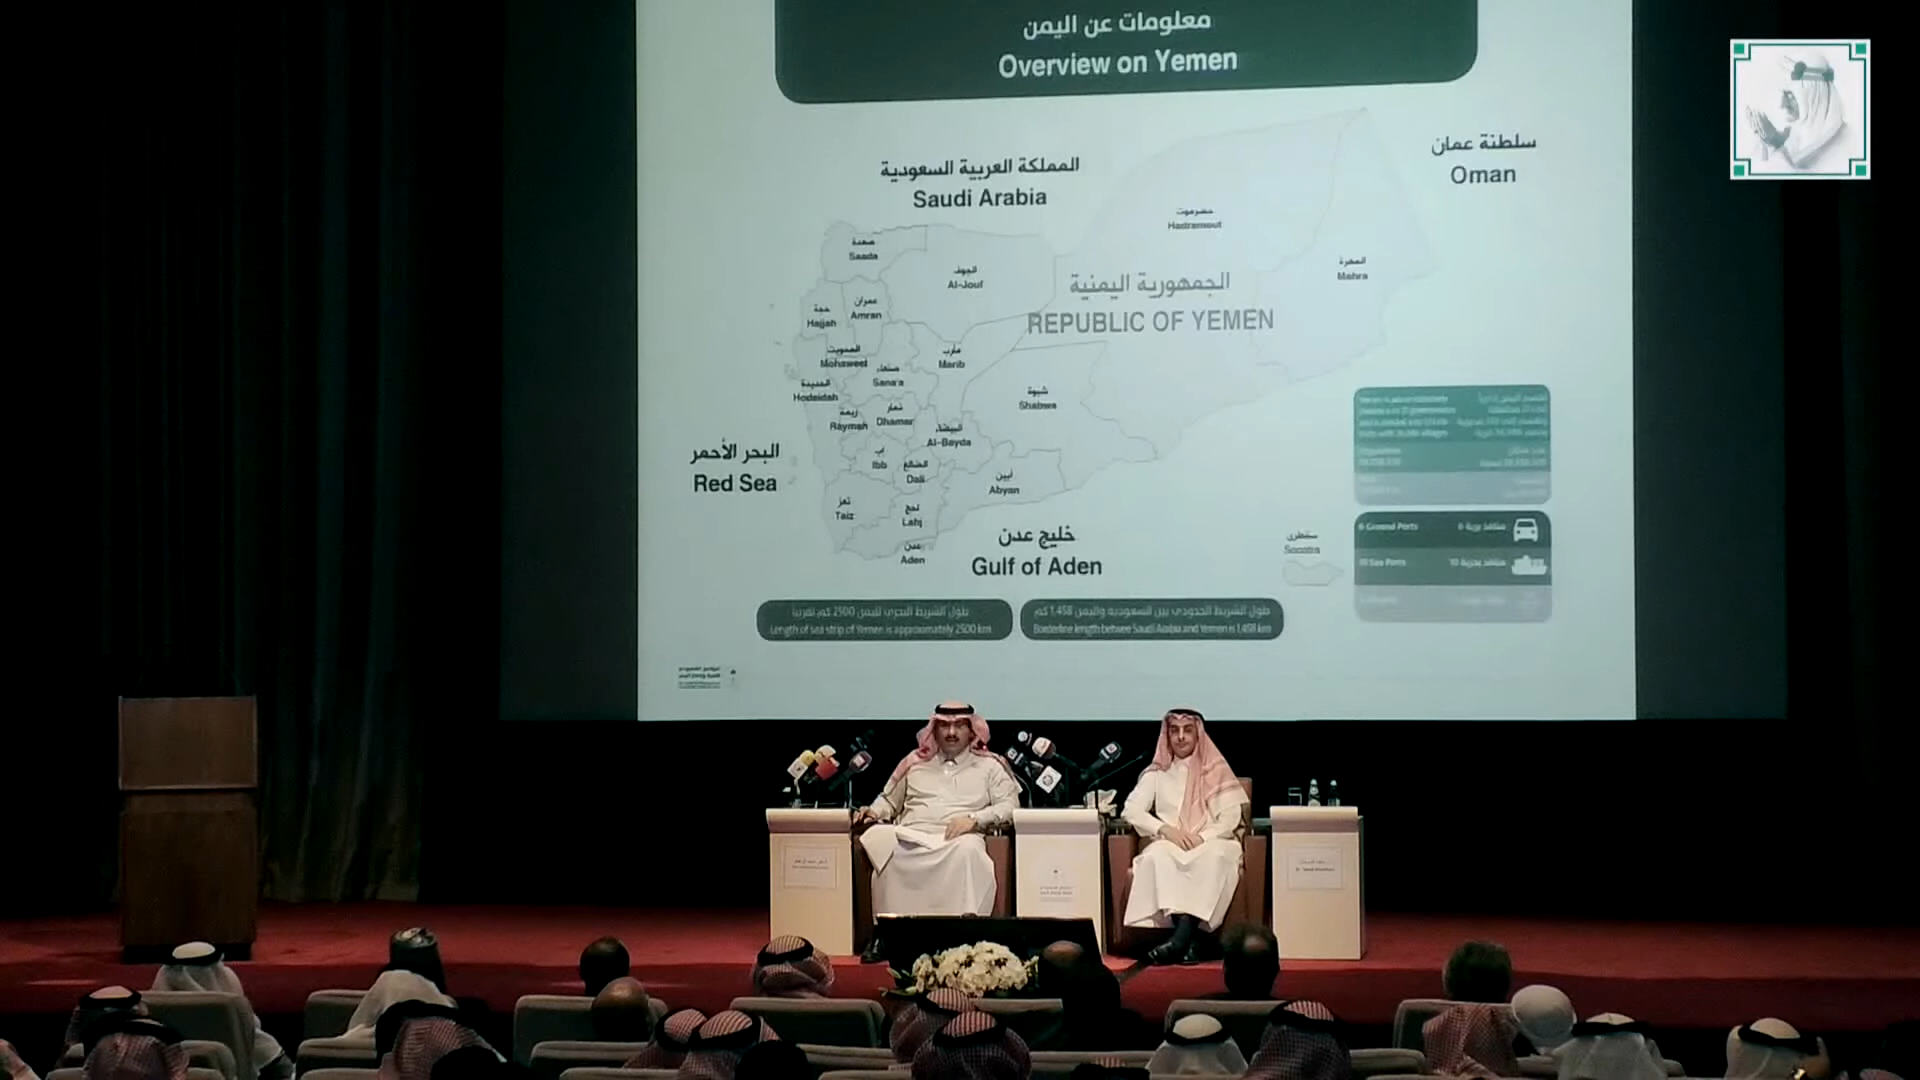 معلومات عن اليمن
Overview on Yemen
سلطنة عمان
Oman
المملكة العربية السعودية
Saudi Arabia
حضرموت
Hadramout
صعدة
Saada
الجوف
Al-Jouf
المهرة
Mahra
الجمهورية اليمنية
REPUBLIC OF YEMEN
عمران
Amran
حجة
Hajjah
المحويت
Mohaweet
مأرب
Marib
صنعاء
Sana'a
الحديدة
Hodeidah
شبوة
Shabwa
ذمار
Dhamar
ريمة
Raymah
البيضاء
Al-Bayda
إب
Ibb
الضالع
Dali
أبين
Abyan
تعز
Taiz
لحج
Lahj
عدن
Aden
البحر الأحمر
Red Sea
خليج عدن
Gulf of Aden
سقطرى
Socotra
6 Ground Ports
منافذ برية 6
10 Sea Ports
منافذ بحرية 10
طول الشريط البحري لليمن 2500 كم تقريباً
Length of sea strip of Yemen is approximately 2500 km
طول الشريط الحدودي بين السعودية واليمن 1.458 كم
Borderline length betwee Saudi Arabia and Yemen is 1.458 km